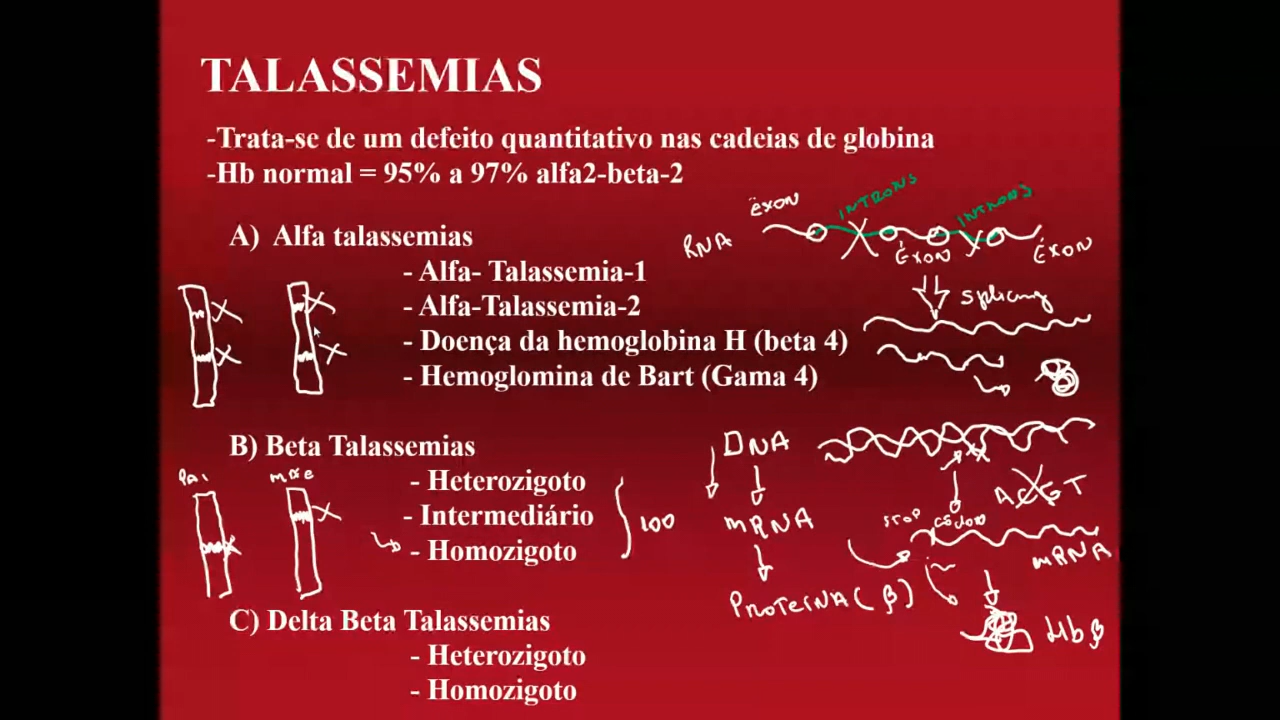 TALASSEMIAS
-Trata-se de um defeito quantitativo nas cadeias de globina
-Hb normal = 95% a 97% alfa2-beta-2
Éxon
INTRONS
INTRONS
RNA
Éxon
Éxon
A) Alfa talassemias
- Alfa- Talassemia-1
splicing
- Alfa-Talassemia-2
- Doença da hemoglobina H (beta 4)
- Hemoglomina de Bart (Gama 4)
B) Beta Talassemias
DNA
Pai
mãe
- Heterozigoto
- Intermediário
100
mRNA
stop códon
- Homozigoto
mRNA
Proteína (β)
Hb β
C) Delta Beta Talassemias
- Heterozigoto
- Homozigoto